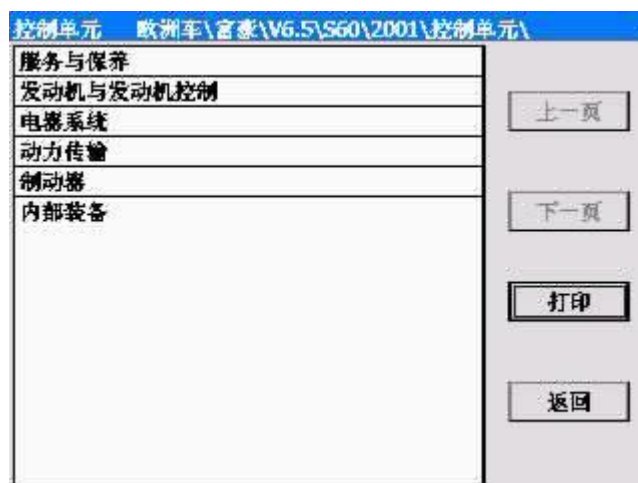 控制单元 欧洲车\富豪\V6.5\S60\2001\控制单元\
服务与保养
发动机与发动机控制
电器系统
动力传输
制动器
内部装备
上一页
下一页
打印
返回